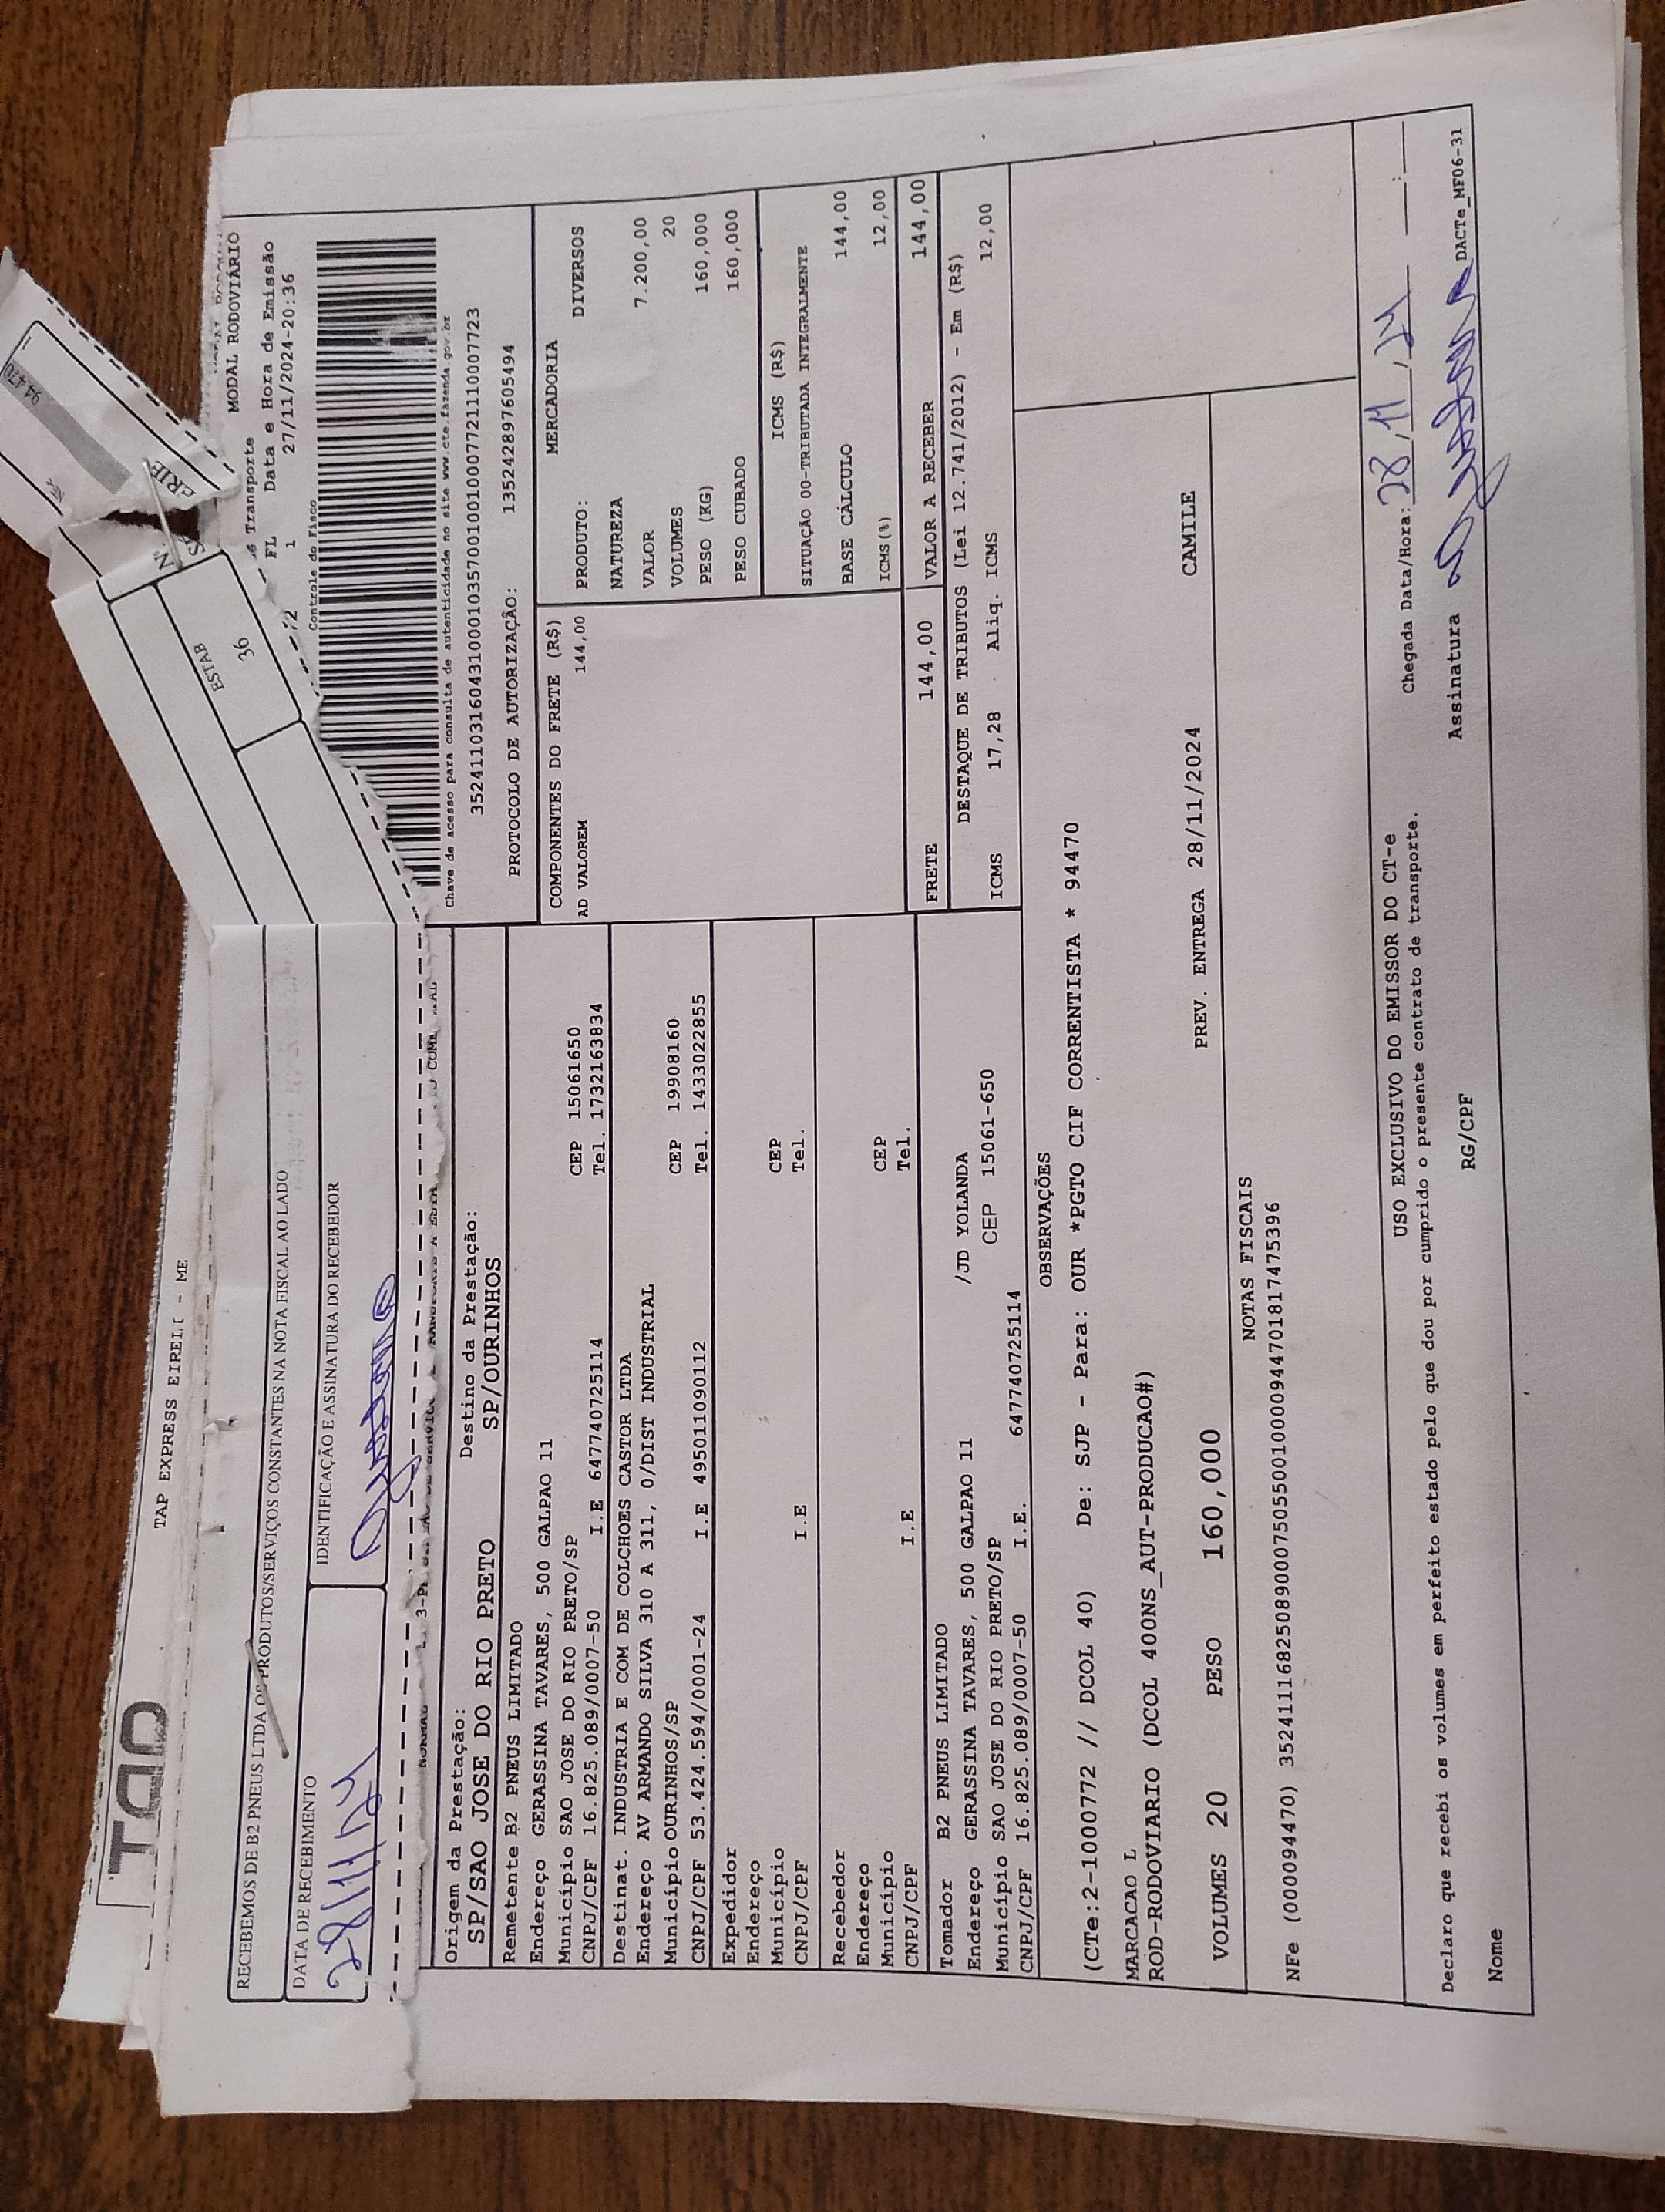 TAP EXPRESS EIRELI - ME
RECEBEMOS DE B2 PNEUS LTDA OS PRODUTOS/SERVIÇOS CONSTANTES NA NOTA FISCAL AO LADO
DATA DE RECEBIMENTO
IDENTIFICAÇÃO E ASSINATURA DO RECEBEDOR
28/11/24
NF-e
94.470
Nº
SÉRIE
1
ESTAB
36
Transporte
MODAL RODOVIÁRIO
FL
Data e Hora de Emissão
1
27/11/2024-20:36
Controle do Fisco
Chave de acesso para consulta de autenticidade no site www.cte.fazenda.gov.br
35241103160431000103570010010007721110007723
PROTOCOLO DE AUTORIZAÇÃO: 135242897605494
Origem da Prestação:
SP/SAO JOSE DO RIO PRETO
Destino da Prestação:
SP/OURINHOS
Remetente B2 PNEUS LIMITADO
Endereço GERASSINA TAVARES, 500 GALPAO 11
Município SAO JOSE DO RIO PRETO/SP CEP 15061650
CNPJ/CPF 16.825.089/0007-50 I.E 647740725114 Tel. 1732163834
Destinat. INDUSTRIA E COM DE COLCHOES CASTOR LTDA
Endereço AV ARMANDO SILVA 310 A 311, 0/DIST INDUSTRIAL
Município OURINHOS/SP CEP 19908160
CNPJ/CPF 53.424.594/0001-24 I.E 495011090112 Tel. 1433022855
Expedidor
Endereço
Município CEP
CNPJ/CPF I.E Tel.
Recebedor
Endereço
Município CEP
CNPJ/CPF I.E Tel.
Tomador B2 PNEUS LIMITADO
Endereço GERASSINA TAVARES, 500 GALPAO 11 /JD YOLANDA
Município SAO JOSE DO RIO PRETO/SP CEP 15061-650
CNPJ/CPF 16.825.089/0007-50 I.E. 647740725114
COMPONENTES DO FRETE (R$)
AD VALOREM 144,00
MERCADORIA
PRODUTO: DIVERSOS
NATUREZA
VALOR 7.200,00
VOLUMES 20
PESO (KG) 160,000
PESO CUBADO 160,000
ICMS (R$)
SITUAÇÃO 00-TRIBUTADA INTEGRALMENTE
BASE CÁLCULO 144,00
ICMS(%) 12,00
FRETE 144,00
VALOR A RECEBER 144,00
DESTAQUE DE TRIBUTOS (Lei 12.741/2012) - Em (R$)
ICMS 17,28 Aliq. ICMS 12,00
OBSERVAÇÕES
(CTe:2-1000772 // DCOL 40) De: SJP - Para: OUR *PGTO CIF CORRENTISTA * 94470
MARCACAO L
ROD-RODOVIARIO (DCOL 400NS_AUT-PRODUCAO#)
VOLUMES 20 PESO 160,000 PREV. ENTREGA 28/11/2024 CAMILE
NOTAS FISCAIS
NFe (000094470) 35241116825089000750550010000944701817475396
USO EXCLUSIVO DO EMISSOR DO CT-e
Chegada Data/Hora: 28/11/24
Declaro que recebi os volumes em perfeito estado pelo que dou por cumprido o presente contrato de transporte.
Nome RG/CPF Assinatura
DACTe_MF06-31